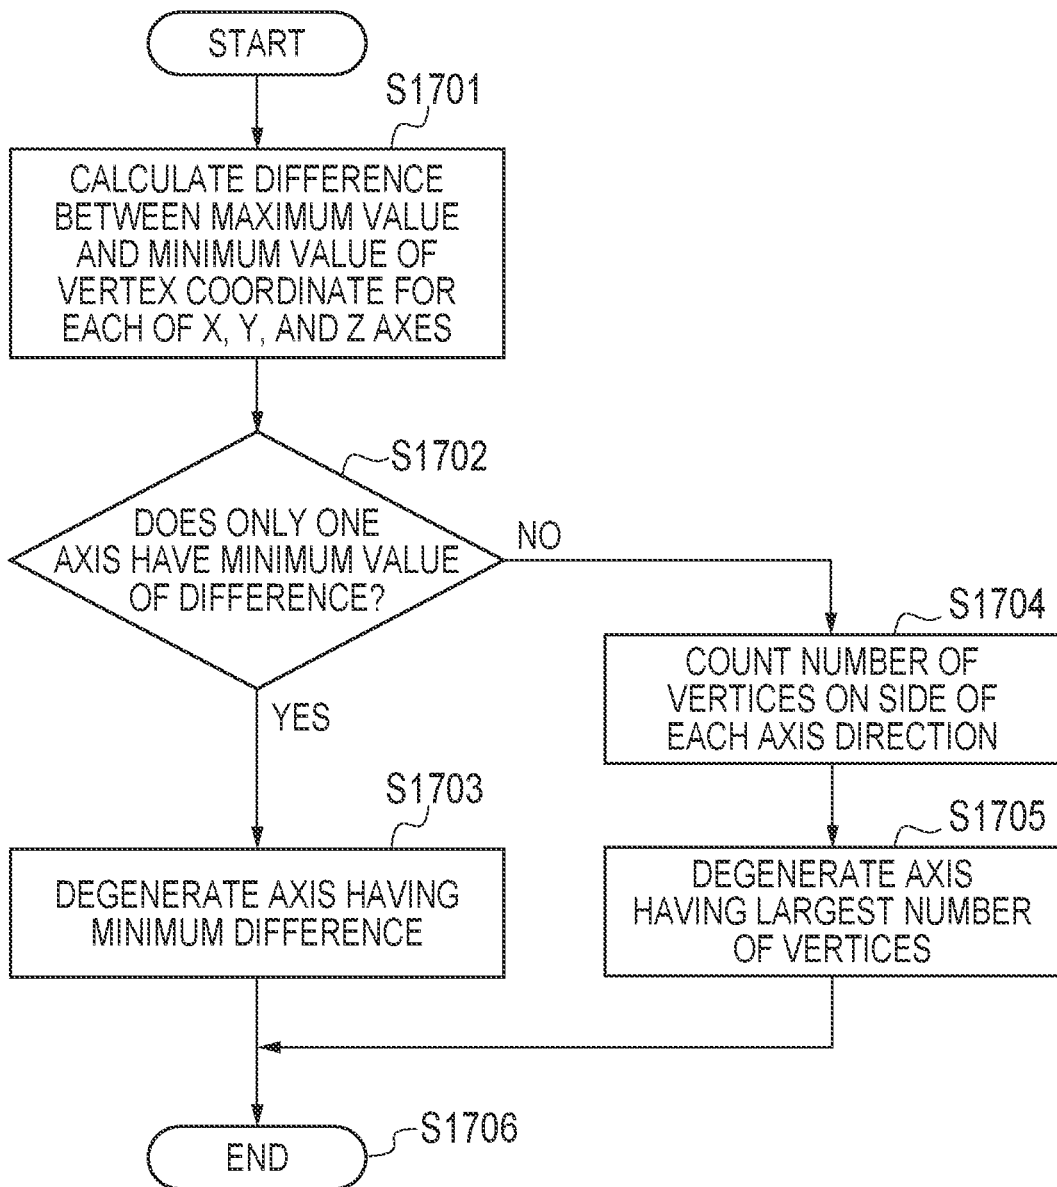 START
S1701
CALCULATE DIFFERENCE
BETWEEN MAXIMUM VALUE
AND MINIMUM VALUE OF
VERTEX COORDINATE FOR
EACH OF X, Y, AND Z AXES
S1702
DOES ONLY ONE
AXIS HAVE MINIMUM VALUE
OF DIFFERENCE?
NO
YES
S1704
COUNT NUMBER OF
VERTICES ON SIDE OF
EACH AXIS DIRECTION
S1703
DEGENERATE AXIS HAVING
MINIMUM DIFFERENCE
S1705
DEGENERATE AXIS
HAVING LARGEST NUMBER
OF VERTICES
S1706
END